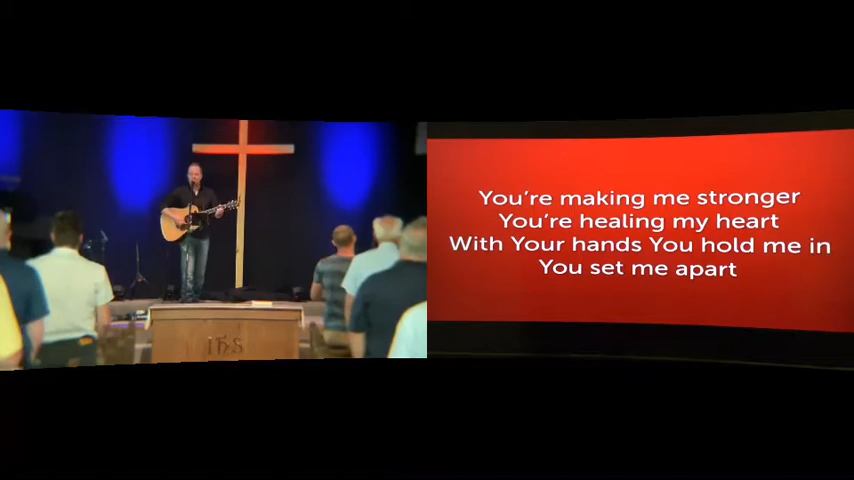 IHS
You're making me stronger
You're healing my heart
With Your hands You hold me in
You set me apart